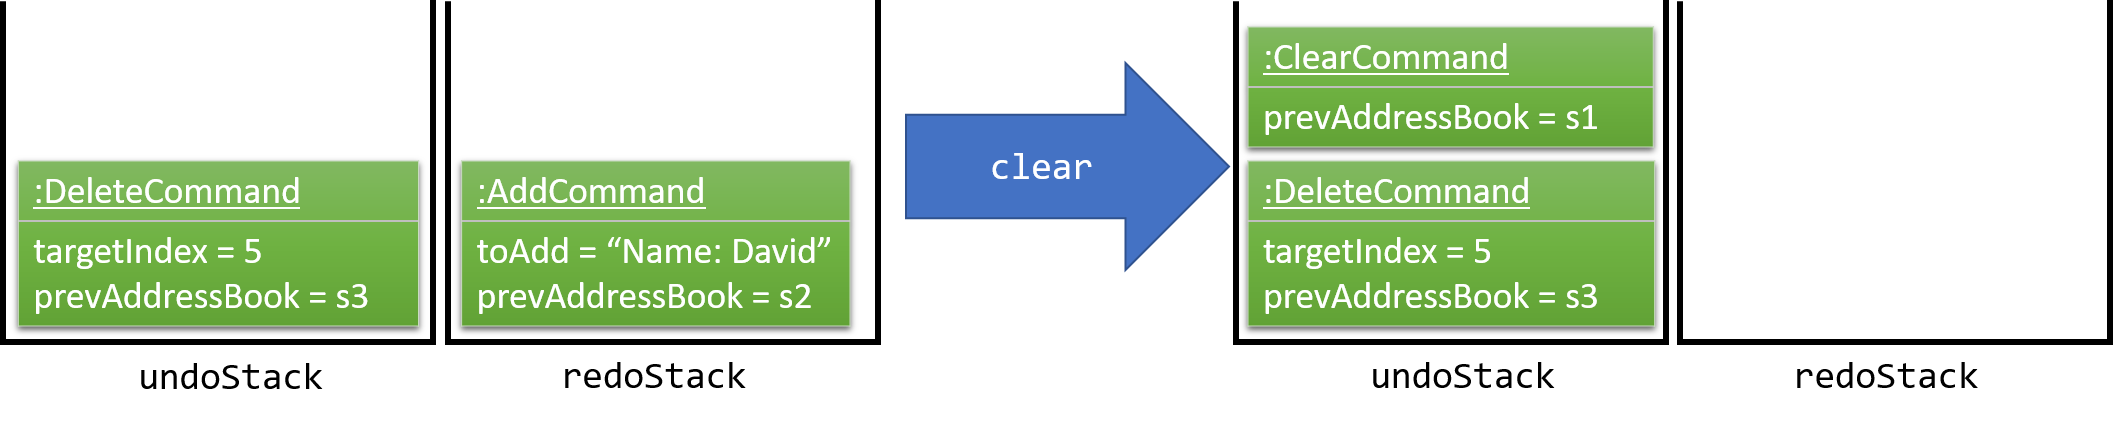 :DeleteCommand
targetIndex = 5
prevAddressBook = s3
undoStack
:AddCommand
toAdd = “Name: David”
prevAddressBook = s2
redoStack
clear
:ClearCommand
prevAddressBook = s1
:DeleteCommand
targetIndex = 5
prevAddressBook = s3
undoStack
redoStack